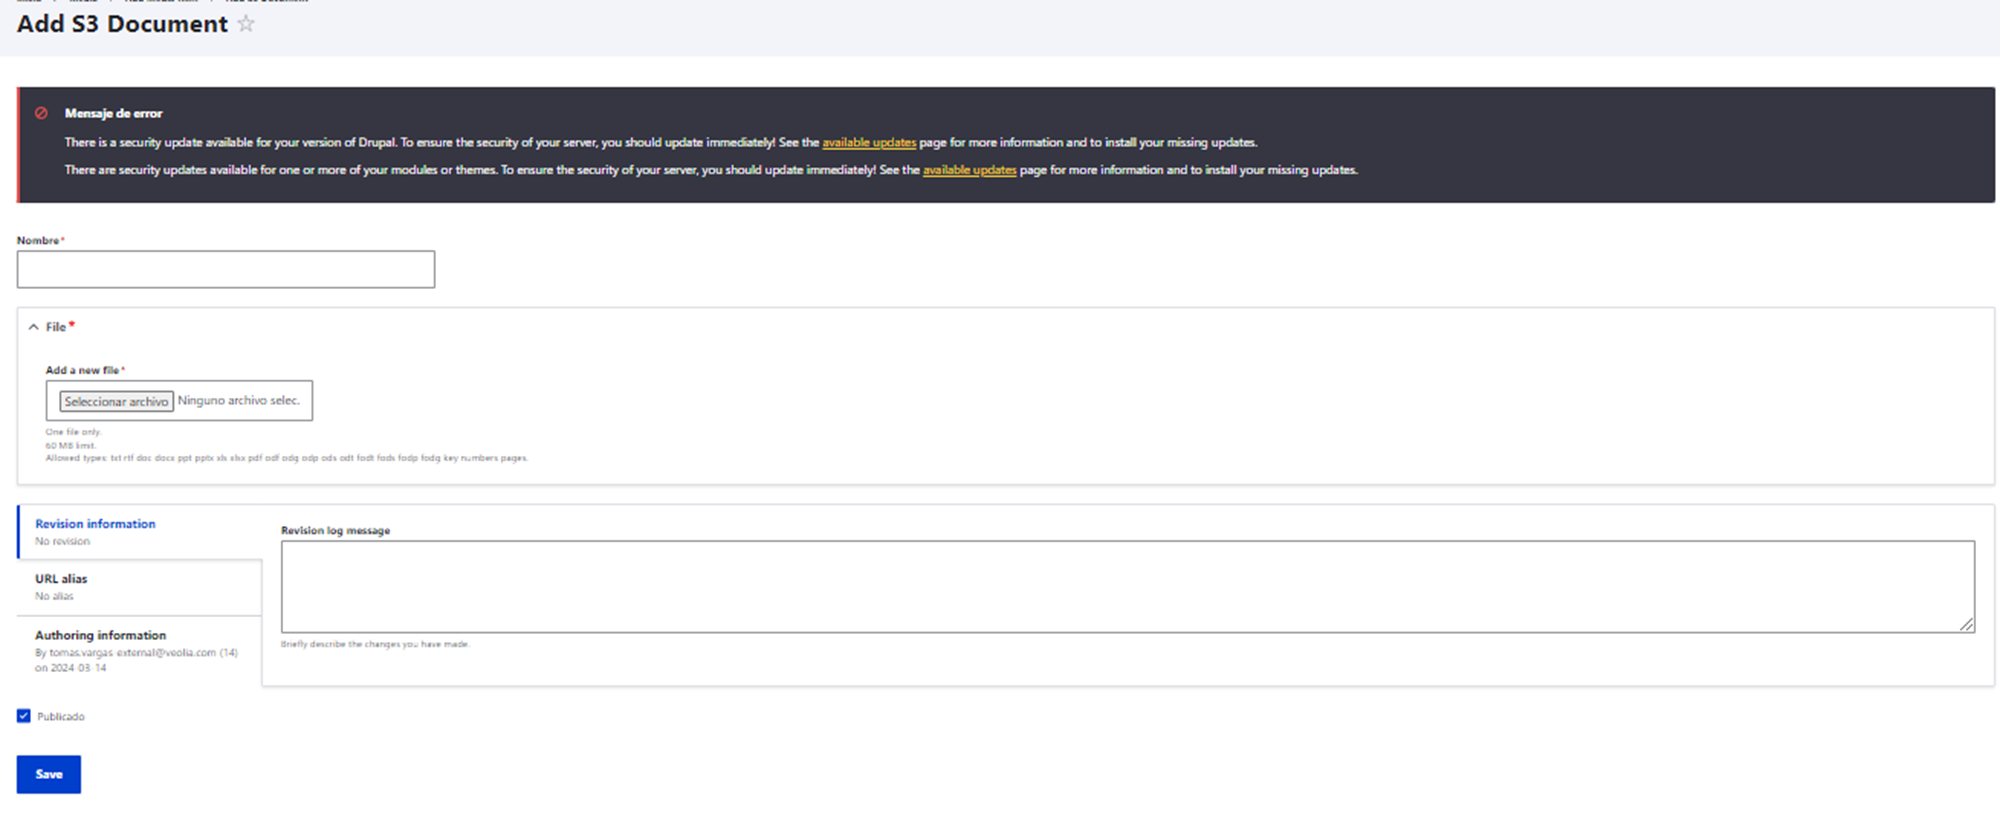 Add S3 Document
Mensaje de error
There is a security update available for your version of Drupal. To ensure the security of your server, you should update immediately! See the available updates page for more information and to install your missing updates.
There are security updates available for one or more of your modules or themes. To ensure the security of your server, you should update immediately! See the available updates page for more information and to install your missing updates.
Nombre*
File*
Add a new file*
Seleccionar archivo Ninguno archivo selec.
One file only.
60 MB limit.
Allowed types: txt rtf doc docx ppt pptx xls xlsx pdf odf odg odp ods odt fodt fods fodp fodg key numbers pages.
Revision information
No revision
Revision log message
URL alias
No alias
Authoring information
By tomas.vargas-external@veolia.com (14)
on 2024-03-14
Briefly describe the changes you have made.
Publicado
Save